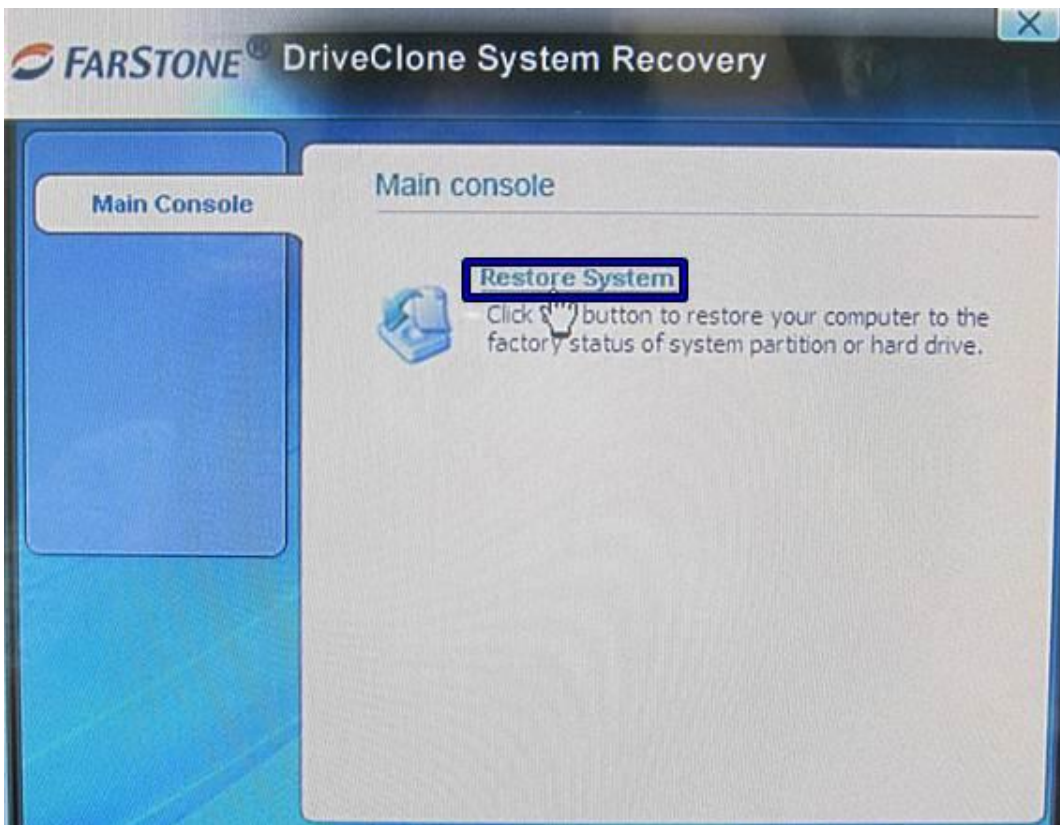 FARSTONE® DriveClone System Recovery
Main Console
Main console
Restore System
Click button to restore your computer to the
factory status of system partition or hard drive.